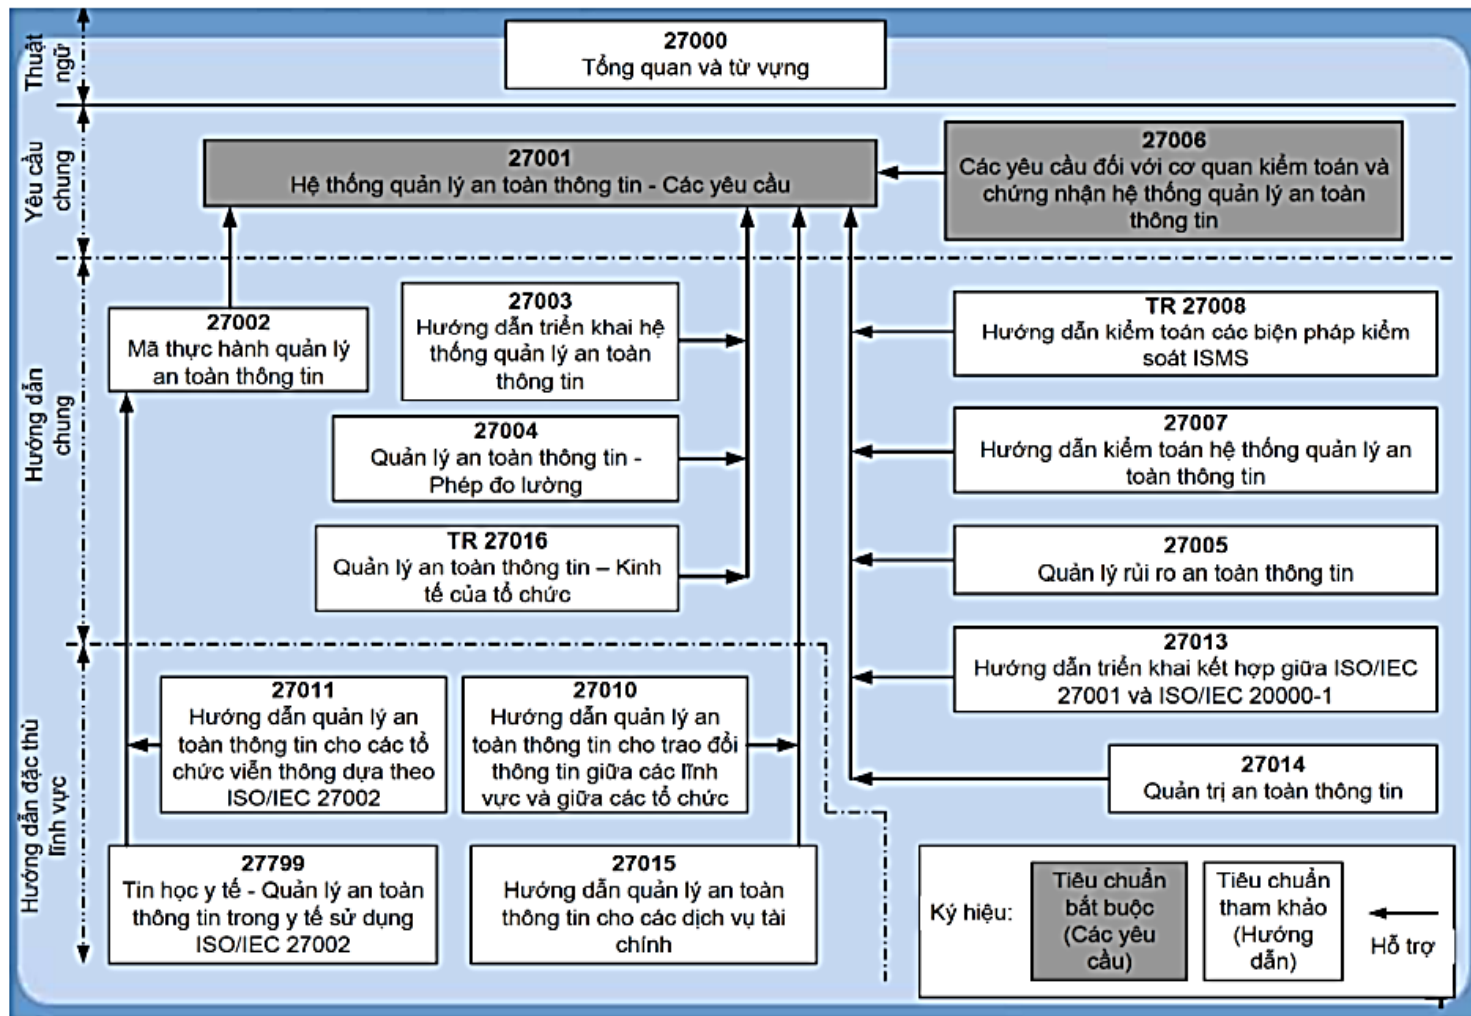 Thuật
ngữ
27000
Tổng quan và từ vựng
Yêu cầu
chung
27001
Hệ thống quản lý an toàn thông tin - Các yêu cầu
27006
Các yêu cầu đối với cơ quan kiểm toán và
chứng nhận hệ thống quản lý an toàn
thông tin
Hướng dẫn
chung
27002
Mã thực hành quản lý
an toàn thông tin
27003
Hướng dẫn triển khai hệ
thống quản lý an toàn
thông tin
27004
Quản lý an toàn thông tin -
Phép đo lường
TR 27016
Quản lý an toàn thông tin – Kinh
tế của tổ chức
TR 27008
Hướng dẫn kiểm toán các biện pháp kiểm
soát ISMS
27007
Hướng dẫn kiểm toán hệ thống quản lý an
toàn thông tin
27005
Quản lý rủi ro an toàn thông tin
27013
Hướng dẫn triển khai kết hợp giữa ISO/IEC
27001 và ISO/IEC 20000-1
27014
Quản trị an toàn thông tin
Hướng dẫn đặc thù
lĩnh vực
27011
Hướng dẫn quản lý an
toàn thông tin cho các tổ
chức viễn thông dựa theo
ISO/IEC 27002
27010
Hướng dẫn quản lý an
toàn thông tin cho trao đổi
thông tin giữa các lĩnh
vực và giữa các tổ chức
27799
Tin học y tế - Quản lý an toàn
thông tin trong y tế sử dụng
ISO/IEC 27002
27015
Hướng dẫn quản lý an toàn
thông tin cho các dịch vụ tài
chính
Ký hiệu:
Tiêu chuẩn
bắt buộc
(Các yêu
cầu)
Tiêu chuẩn
tham khảo
(Hướng
dẫn)
Hỗ trợ